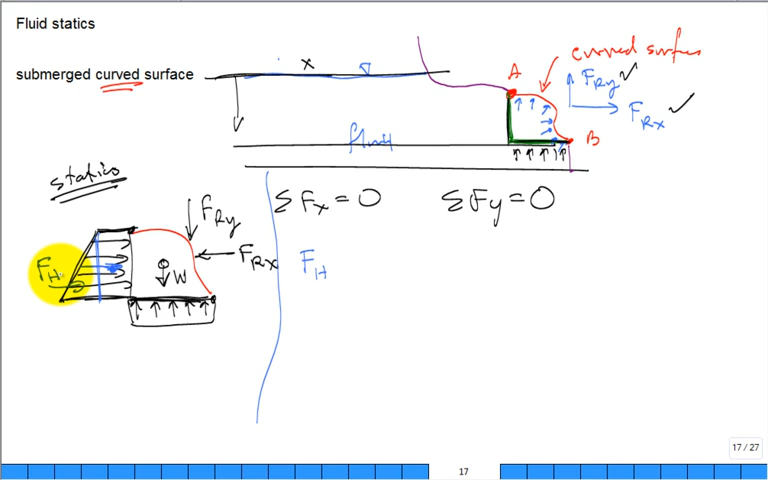 Fluid statics
submerged curved surface
x
A
curved surface
FRy ✓
FRx ✓
fluid
B
statics
ΣFx = 0
ΣFy = 0
FRy
FRx
FH
W
FH
17 / 27
17